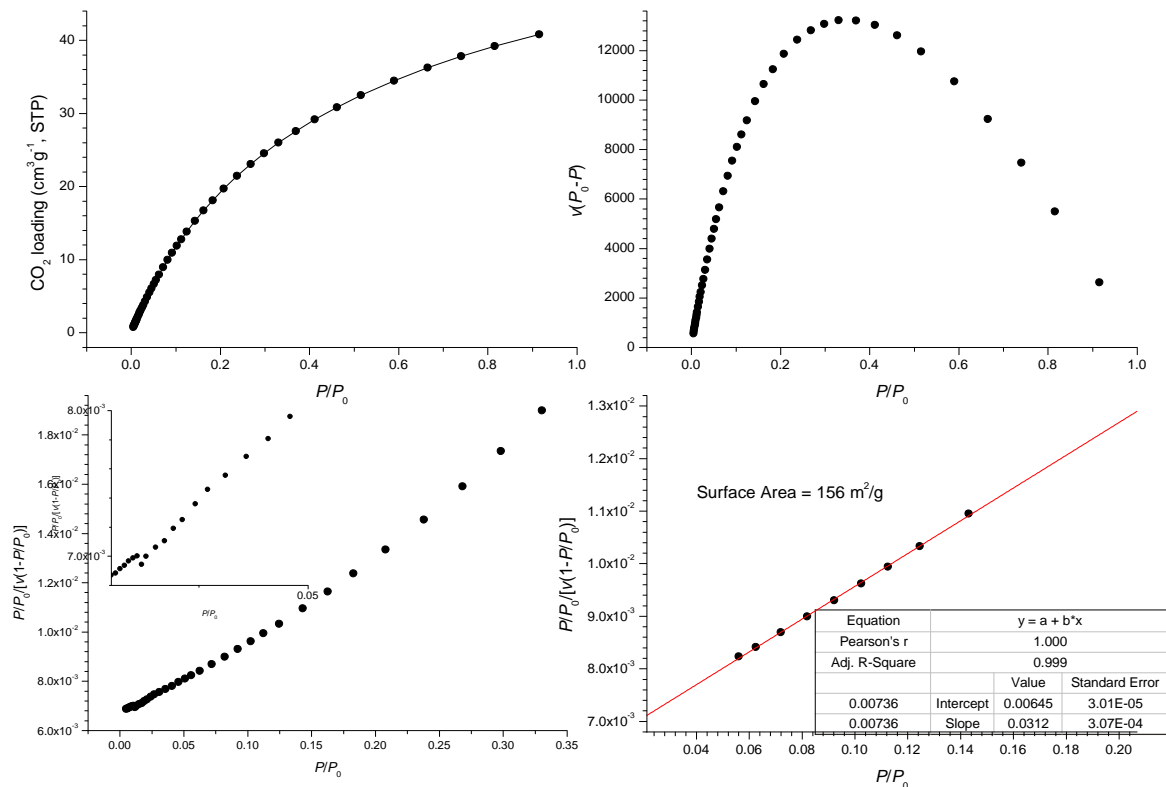 40
30
20
10
0
CO₂ loading (cm³g⁻¹, STP)
0.0 0.2 0.4 0.6 0.8 1.0
P/P₀
12000
10000
8000
6000
4000
2000
0
v(P₀-P)
0.0 0.2 0.4 0.6 0.8 1.0
P/P₀
1.8x10⁻²
1.6x10⁻²
1.4x10⁻²
1.2x10⁻²
1.0x10⁻²
8.0x10⁻³
6.0x10⁻³
P/P₀/[v(1-P/P₀)]
8.0x10⁻³
7.0x10⁻³
P/P₀/[v(1-P/P₀)]
0.05
P/P₀
0.00 0.05 0.10 0.15 0.20 0.25 0.30 0.35
P/P₀
1.3x10⁻²
1.2x10⁻²
1.1x10⁻²
1.0x10⁻²
9.0x10⁻³
8.0x10⁻³
7.0x10⁻³
P/P₀/[v(1-P/P₀)]
Surface Area = 156 m²/g
Equation y = a + b*x
Pearson's r 1.000
Adj. R-Square 0.999
Value Standard Error
0.00736 Intercept 0.00645 3.01E-05
0.00736 Slope 0.0312 3.07E-04
0.04 0.06 0.08 0.10 0.12 0.14 0.16 0.18 0.20
P/P₀